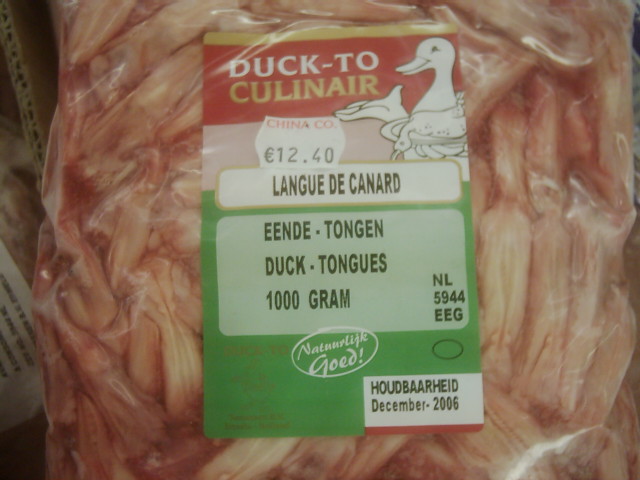 DUCK-TO
CULINAIR
CHINA CO.
€12.40
LANGUE DE CANARD
EENDE - TONGEN
DUCK - TONGUES
1000 GRAM
NL
5944
EEG
Natuurlijk
Goed!
HOUDBAARHEID
December- 2006